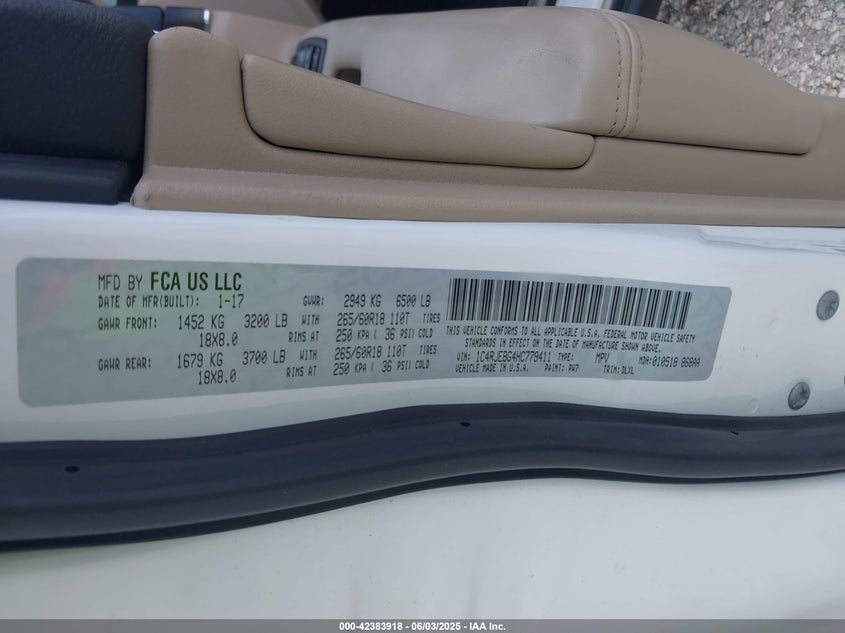 MFD BY FCA US LLC
DATE OF MFR(BUILT): 1-17 GVWR: 2949 KG 6500 LB
GAWR FRONT: 1452 KG 3200 LB WITH 265/60R18 110T TIRES
18X8.0 RIMS AT 250 KPA ( 36 PSI) COLD
GAWR REAR: 1679 KG 3700 LB WITH 265/60R18 110T TIRES
18X8.0 RIMS AT 250 KPA ( 36 PSI) COLD
THIS VEHICLE CONFORMS TO ALL APPLICABLE U.S.A. FEDERAL MOTOR VEHICLE SAFETY
STANDARDS IN EFFECT ON THE DATE OF MANUFACTURE SHOWN ABOVE.
VIN: 1C4RJEBG4HC779411 TYPE: MPV MDH: 010518 868AA
VEHICLE MADE IN U.S.A. PAINT: PW7 TRIM: DLXL
000-42383918 - 06/03/2025 - IAA Inc.